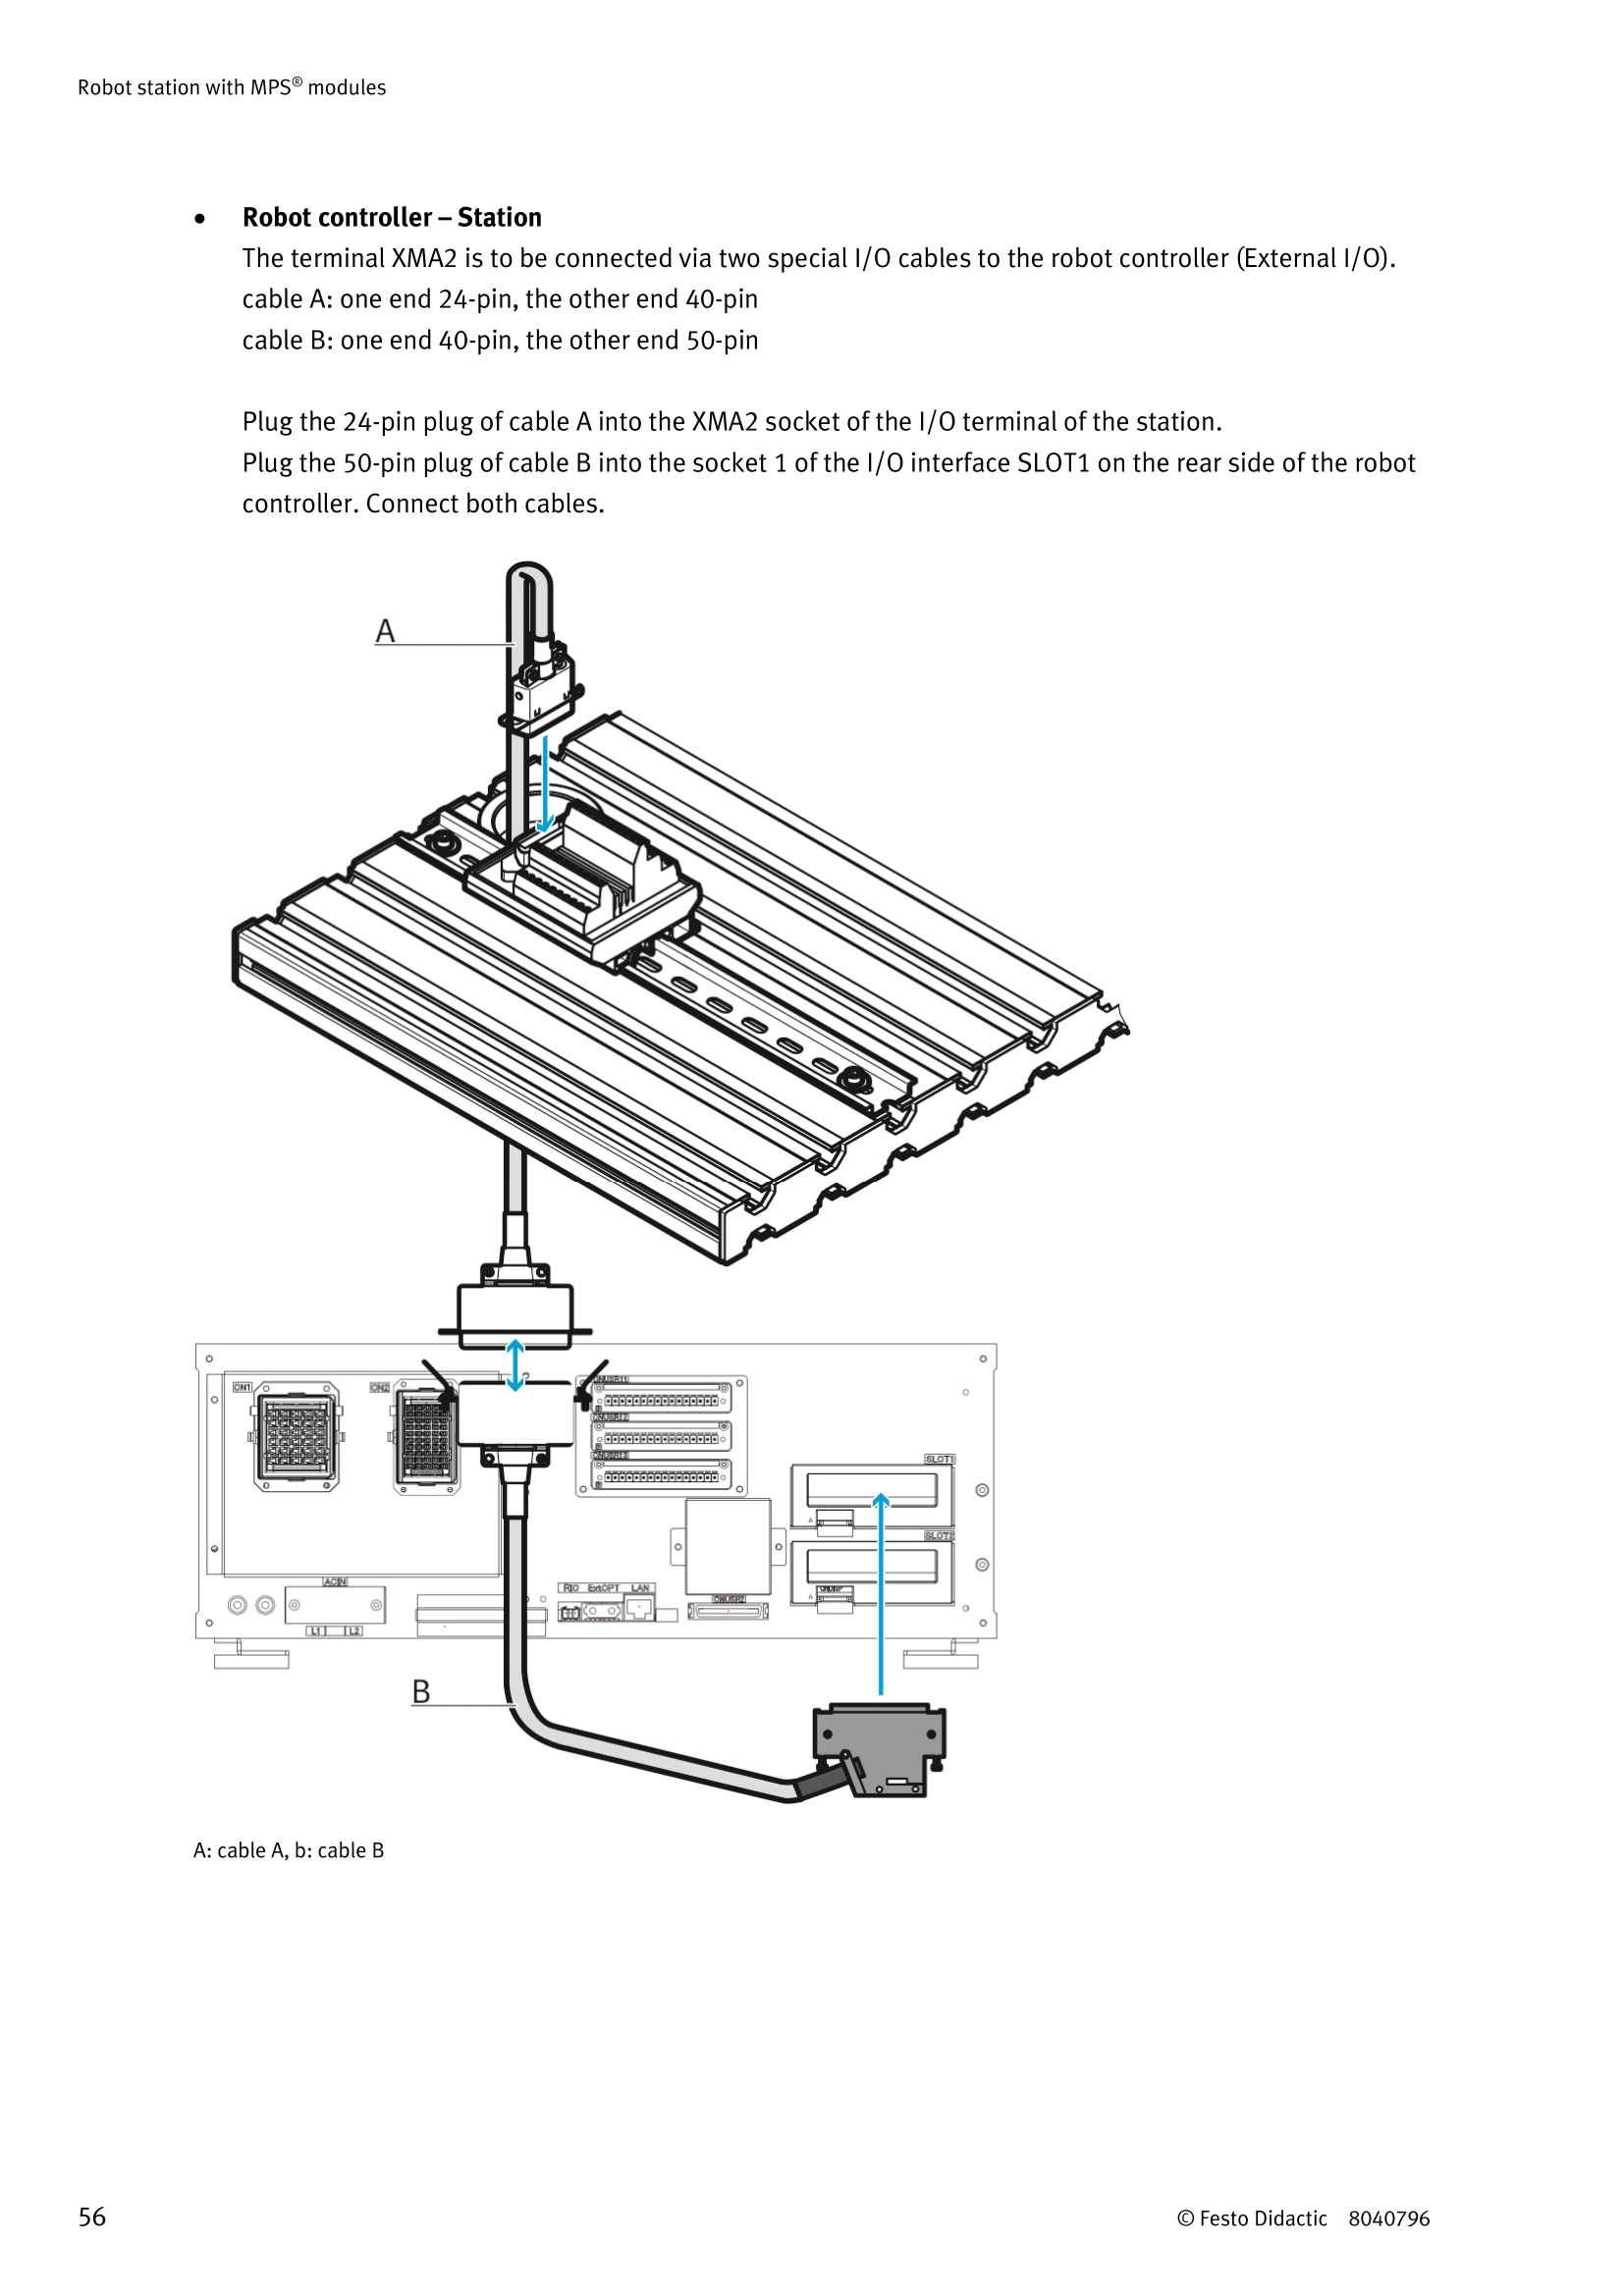 Robot station with MPS® modules
• Robot controller – Station
The terminal XMA2 is to be connected via two special I/O cables to the robot controller (External I/O).
cable A: one end 24-pin, the other end 40-pin
cable B: one end 40-pin, the other end 50-pin
Plug the 24-pin plug of cable A into the XMA2 socket of the I/O terminal of the station.
Plug the 50-pin plug of cable B into the socket 1 of the I/O interface SLOT1 on the rear side of the robot
controller. Connect both cables.
A
CN1
CN2
CNUSR11
CNUSR12
CNUSR13
SLOT1
SLOT2
ACIN
L1 L2
RIO ExtOPT LAN
CNUSR2
B
A: cable A, b: cable B
56
© Festo Didactic 8040796